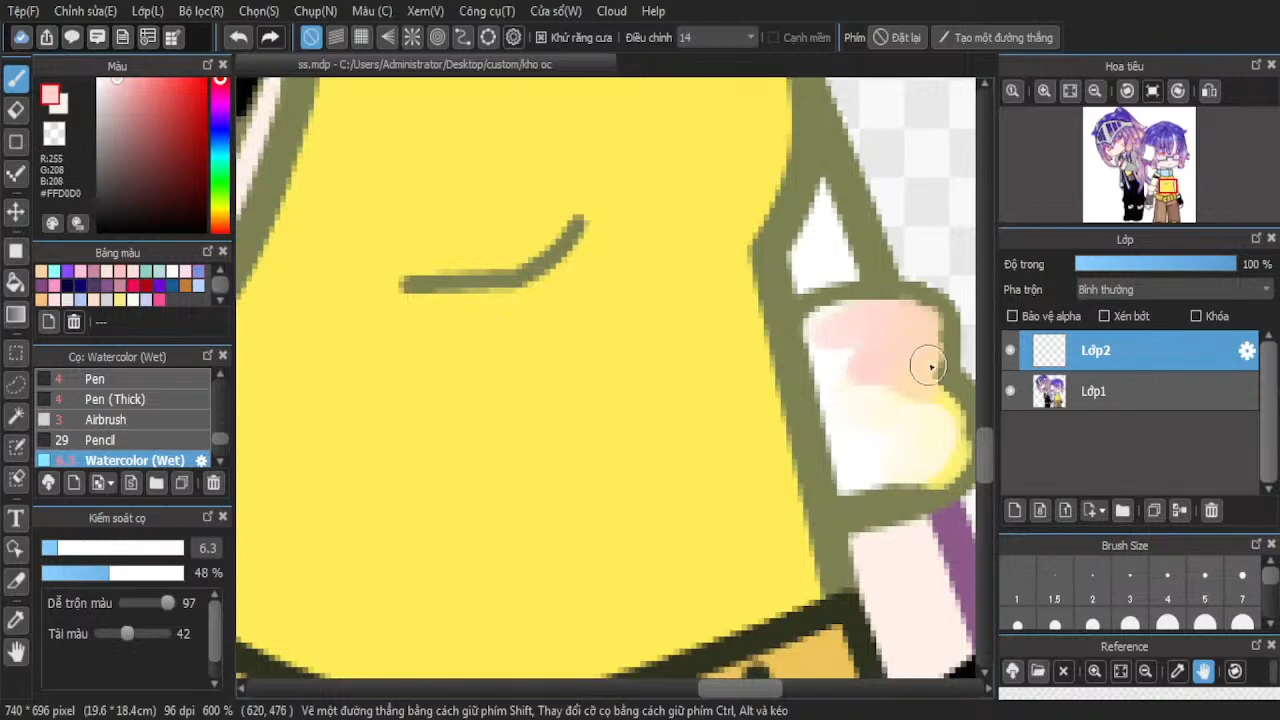 Tệp(F) Chỉnh sửa(E) Lớp(L) Bộ lọc(R) Chọn(S) Chụp(N) Màu (C) Xem(V) Công cụ(T) Cửa sổ(W) Cloud Help
Khử răng cưa Điều chỉnh 14 Cạnh mềm Phím Đặt lại Tạo một đường thẳng
Màu
ss.mdp - C:/Users/Administrator/Desktop/custom/kho oc
Hoa tiêu
R:255
G:208
B:208
#FFD0D0
Bảng màu
---
Lớp
Độ trong 100 %
Pha trộn Bình thường
Bảo vệ alpha Xén bớt Khóa
Lớp2
Lớp1
Cọ: Watercolor (Wet)
4 Pen
4 Pen (Thick)
3 Airbrush
29 Pencil
6.3 Watercolor (Wet)
Kiểm soát cọ
6.3
48 %
Dễ trộn màu 97
Tải màu 42
Brush Size
1 1.5 2 3 4 5 7
Reference
740 * 696 pixel (19.6 * 18.4cm) 96 dpi 600 % ( 620, 476 ) Vẽ một đường thẳng bằng cách giữ phím Shift, Thay đổi cỡ cọ bằng cách giữ phím Ctrl, Alt và kéo